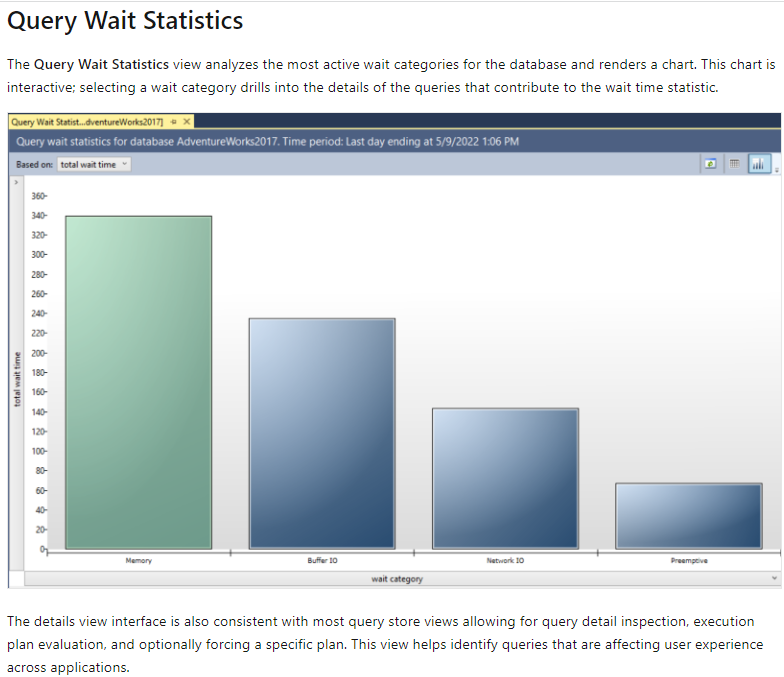 Query Wait Statistics
The Query Wait Statistics view analyzes the most active wait categories for the database and renders a chart. This chart is
interactive; selecting a wait category drills into the details of the queries that contribute to the wait time statistic.
Query Wait Statist...dventureWorks2017]
Query wait statistics for database AdventureWorks2017. Time period: Last day ending at 5/9/2022 1:06 PM
Based on: total wait time
360
340
320
300
280
260
240
220
200
180
160
140
120
100
80
60
40
20
0
total wait time
Memory Buffer IO Network IO Preemptive
wait category
The details view interface is also consistent with most query store views allowing for query detail inspection, execution
plan evaluation, and optionally forcing a specific plan. This view helps identify queries that are affecting user experience
across applications.